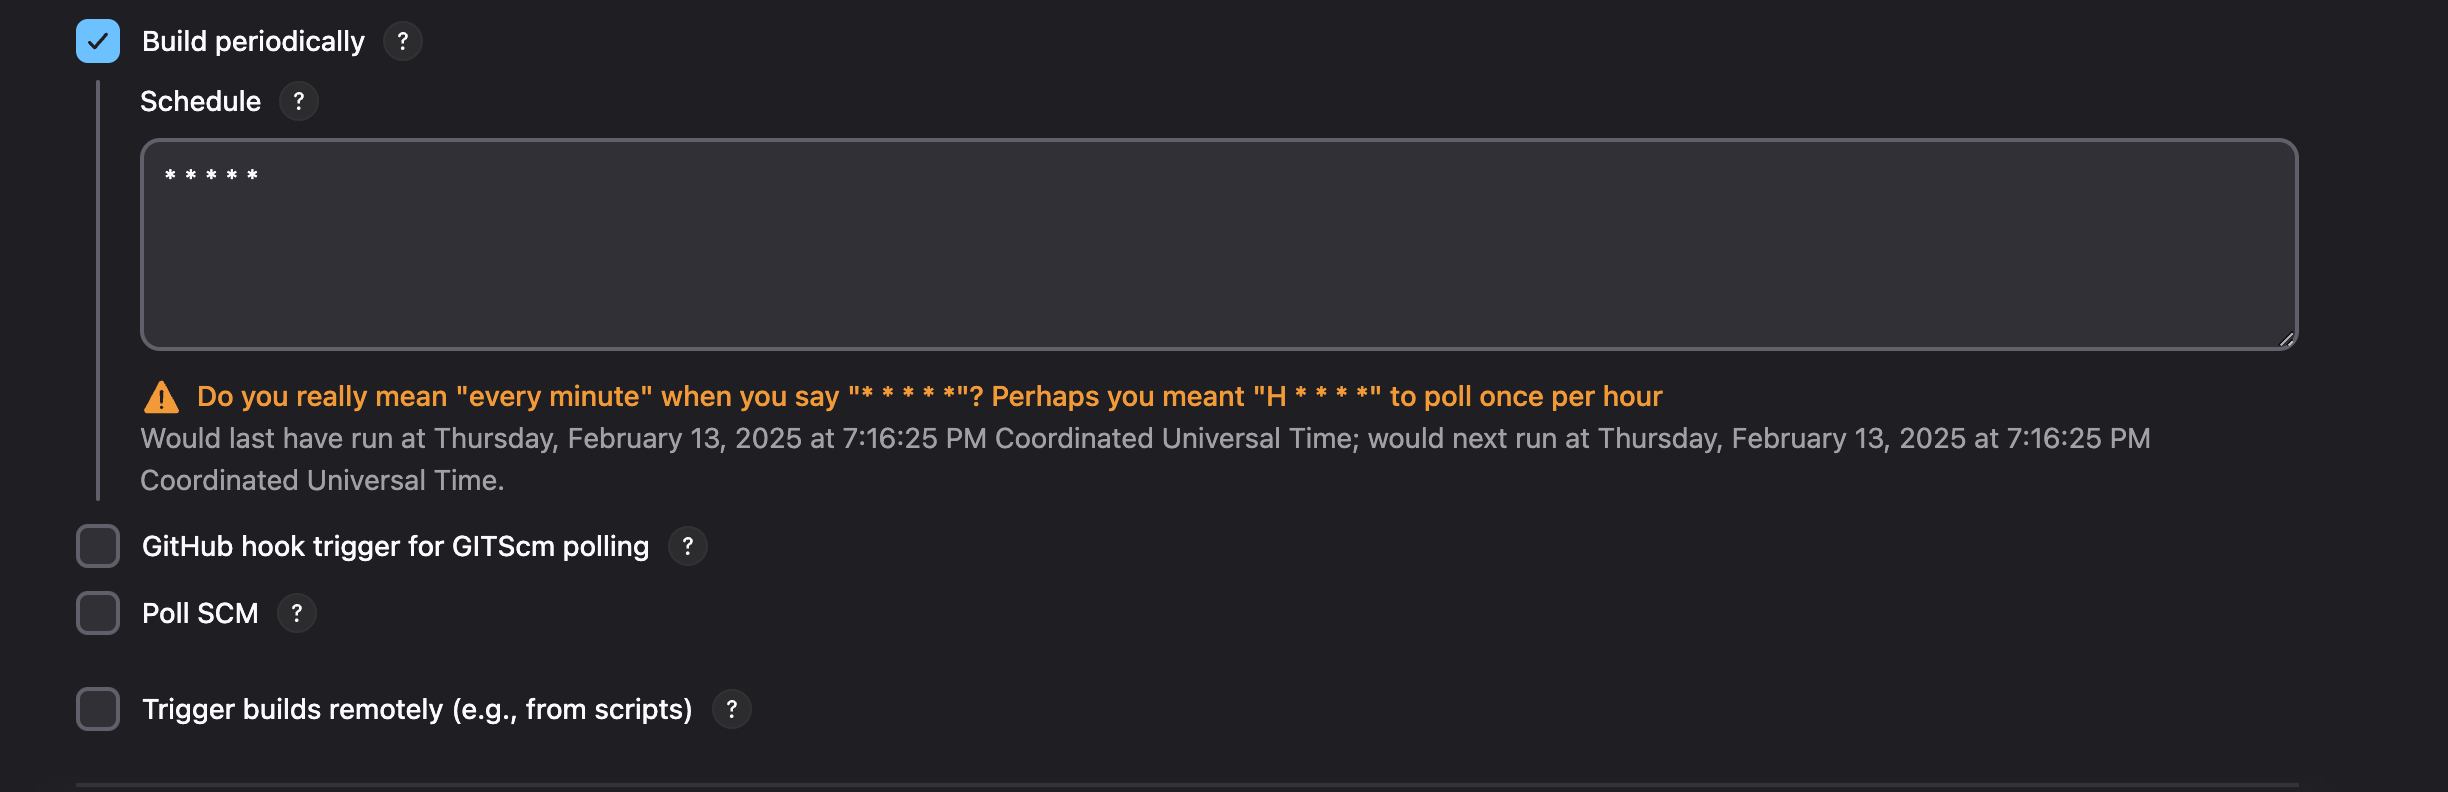 Build periodically ?
Schedule ?
* * * * *
Do you really mean "every minute" when you say "* * * * *"? Perhaps you meant "H * * * *" to poll once per hour
Would last have run at Thursday, February 13, 2025 at 7:16:25 PM Coordinated Universal Time; would next run at Thursday, February 13, 2025 at 7:16:25 PM
Coordinated Universal Time.
GitHub hook trigger for GITScm polling ?
Poll SCM ?
Trigger builds remotely (e.g., from scripts) ?